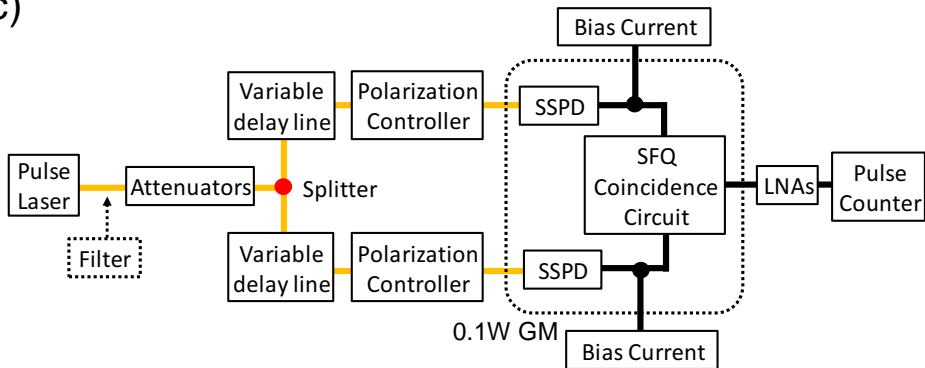 c)
Bias Current
Variable
delay line
Polarization
Controller
SSPD
SFQ
Coincidence
Circuit
Pulse
Laser
Attenuators
Splitter
LNAs
Pulse
Counter
Filter
Variable
delay line
Polarization
Controller
SSPD
0.1W GM
Bias Current